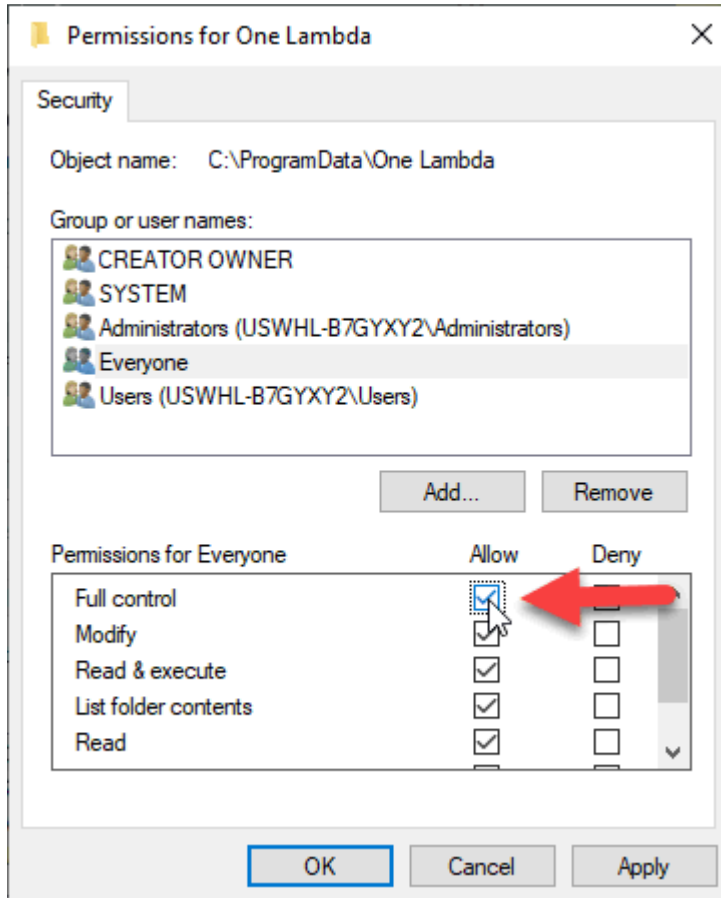 Permissions for One Lambda
Security
Object name: C:\ProgramData\One Lambda
Group or user names:
CREATOR OWNER
SYSTEM
Administrators (USWHL-B7GYXY2\Administrators)
Everyone
Users (USWHL-B7GYXY2\Users)
Add... Remove
Permissions for Everyone Allow Deny
Full control
Modify
Read & execute
List folder contents
Read
OK Cancel Apply